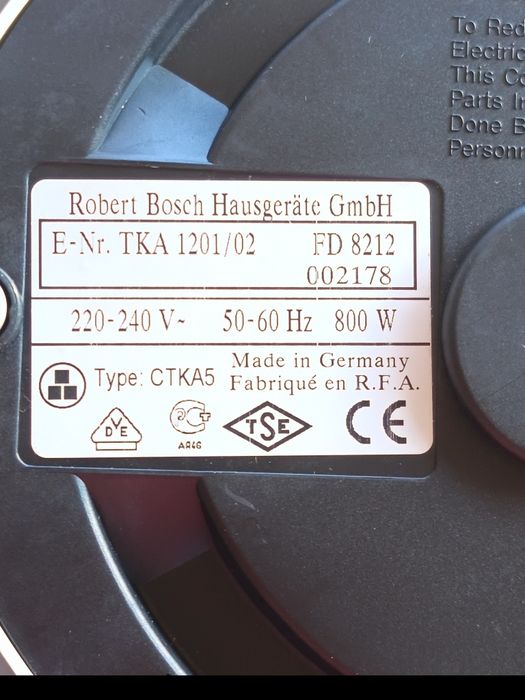 To Red
Electric
This Co
Parts In
Done B
Personn
Robert Bosch Hausgeräte GmbH
E-Nr. TKA 1201/02 FD 8212
002178
220-240 V~ 50-60 Hz 800 W
Made in Germany
Type: CTKA5 Fabriqué en R.F.A.
VDE
AЯ46
TSE
CE